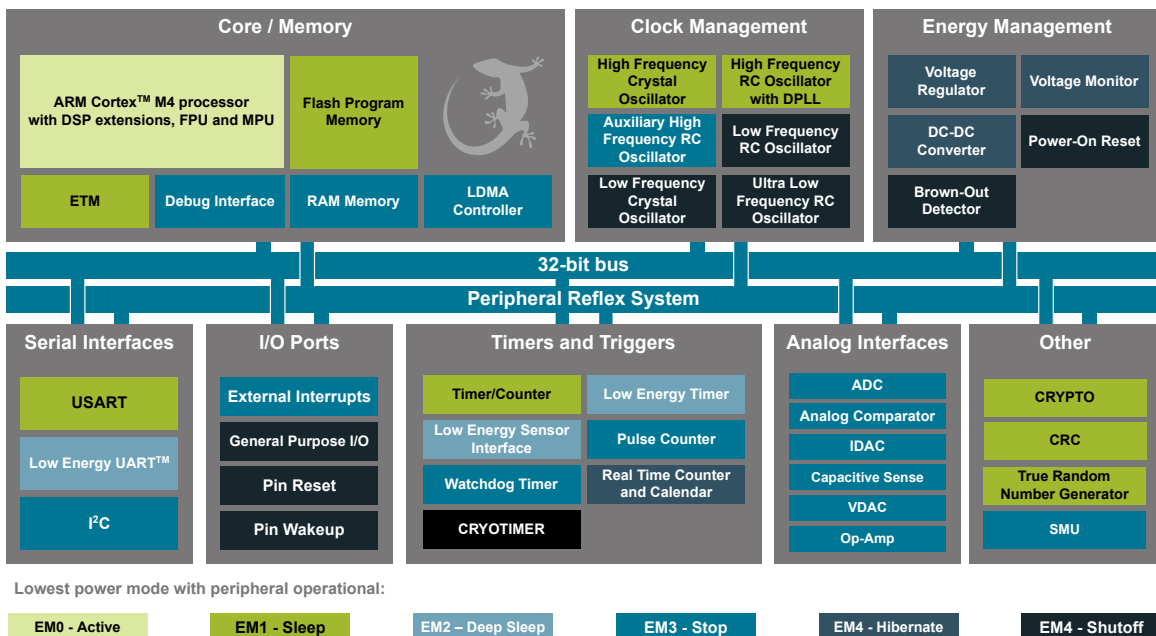 Core / Memory
ARM Cortex™ M4 processor
with DSP extensions, FPU and MPU
Flash Program
Memory
ETM
Debug Interface
RAM Memory
LDMA
Controller
Clock Management
High Frequency
Crystal
Oscillator
High Frequency
RC Oscillator
with DPLL
Auxiliary High
Frequency RC
Oscillator
Low Frequency
RC Oscillator
Low Frequency
Crystal
Oscillator
Ultra Low
Frequency RC
Oscillator
Energy Management
Voltage
Regulator
Voltage Monitor
DC-DC
Converter
Power-On Reset
Brown-Out
Detector
32-bit bus
Peripheral Reflex System
Serial Interfaces
USART
Low Energy UART™
I²C
I/O Ports
External Interrupts
General Purpose I/O
Pin Reset
Pin Wakeup
Timers and Triggers
Timer/Counter
Low Energy Timer
Low Energy Sensor
Interface
Pulse Counter
Watchdog Timer
Real Time Counter
and Calendar
CRYOTIMER
Analog Interfaces
ADC
Analog Comparator
IDAC
Capacitive Sense
VDAC
Op-Amp
Other
CRYPTO
CRC
True Random
Number Generator
SMU
Lowest power mode with peripheral operational:
EM0 - Active
EM1 - Sleep
EM2 – Deep Sleep
EM3 - Stop
EM4 - Hibernate
EM4 - Shutoff